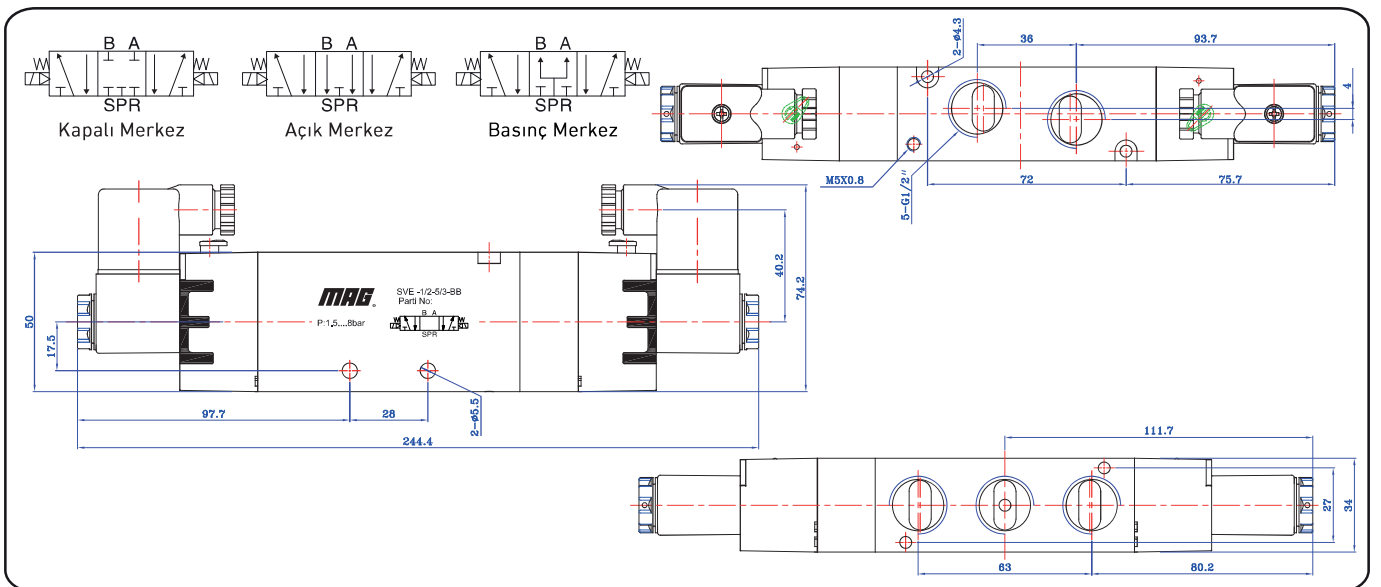 B A
SPR
Kapalı Merkez
B A
SPR
Açık Merkez
B A
SPR
Basınç Merkez
2-ø4.3
36
93.7
4
M5X0.8
5-G1/2"
72
75.7
50
17.5
MAG
SVE -1/2-5/3-BB
Parti No:
P:1,5....8bar
B A
SPR
40.2
74.2
97.7
28
2-ø5.5
244.4
111.7
27
34
63
80.2